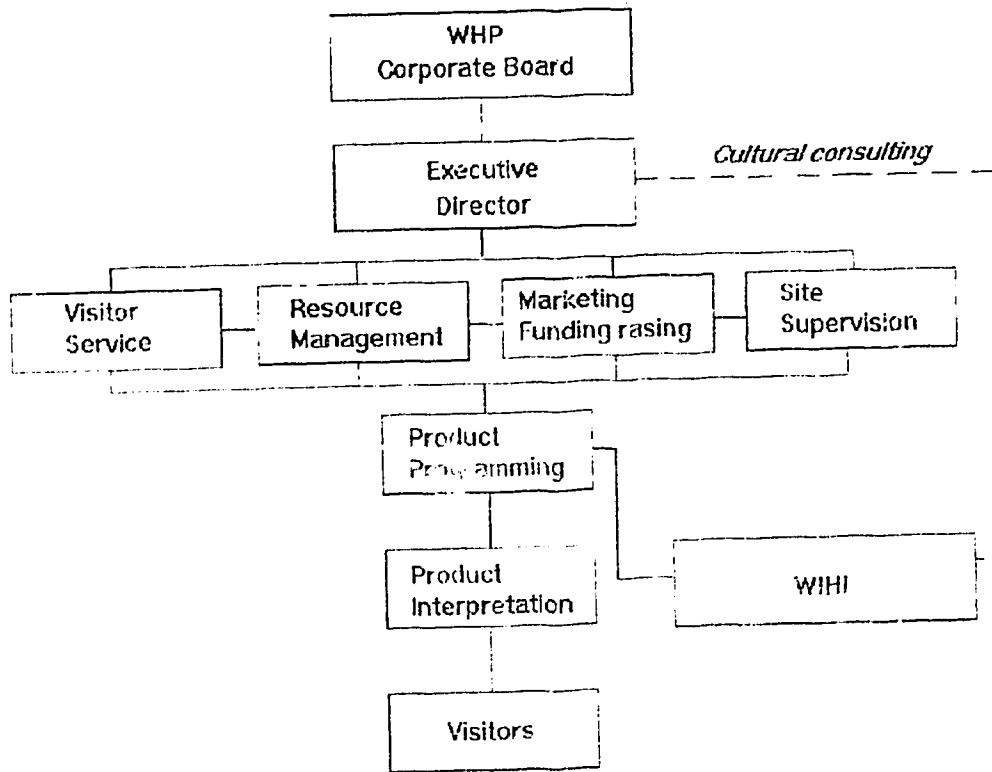 WHP
Corporate Board
Executive
Director
Cultural consulting
Visitor
Service
Resource
Management
Marketing
Funding rasing
Site
Supervision
Product
Programming
Product
Interpretation
WIHI
Visitors